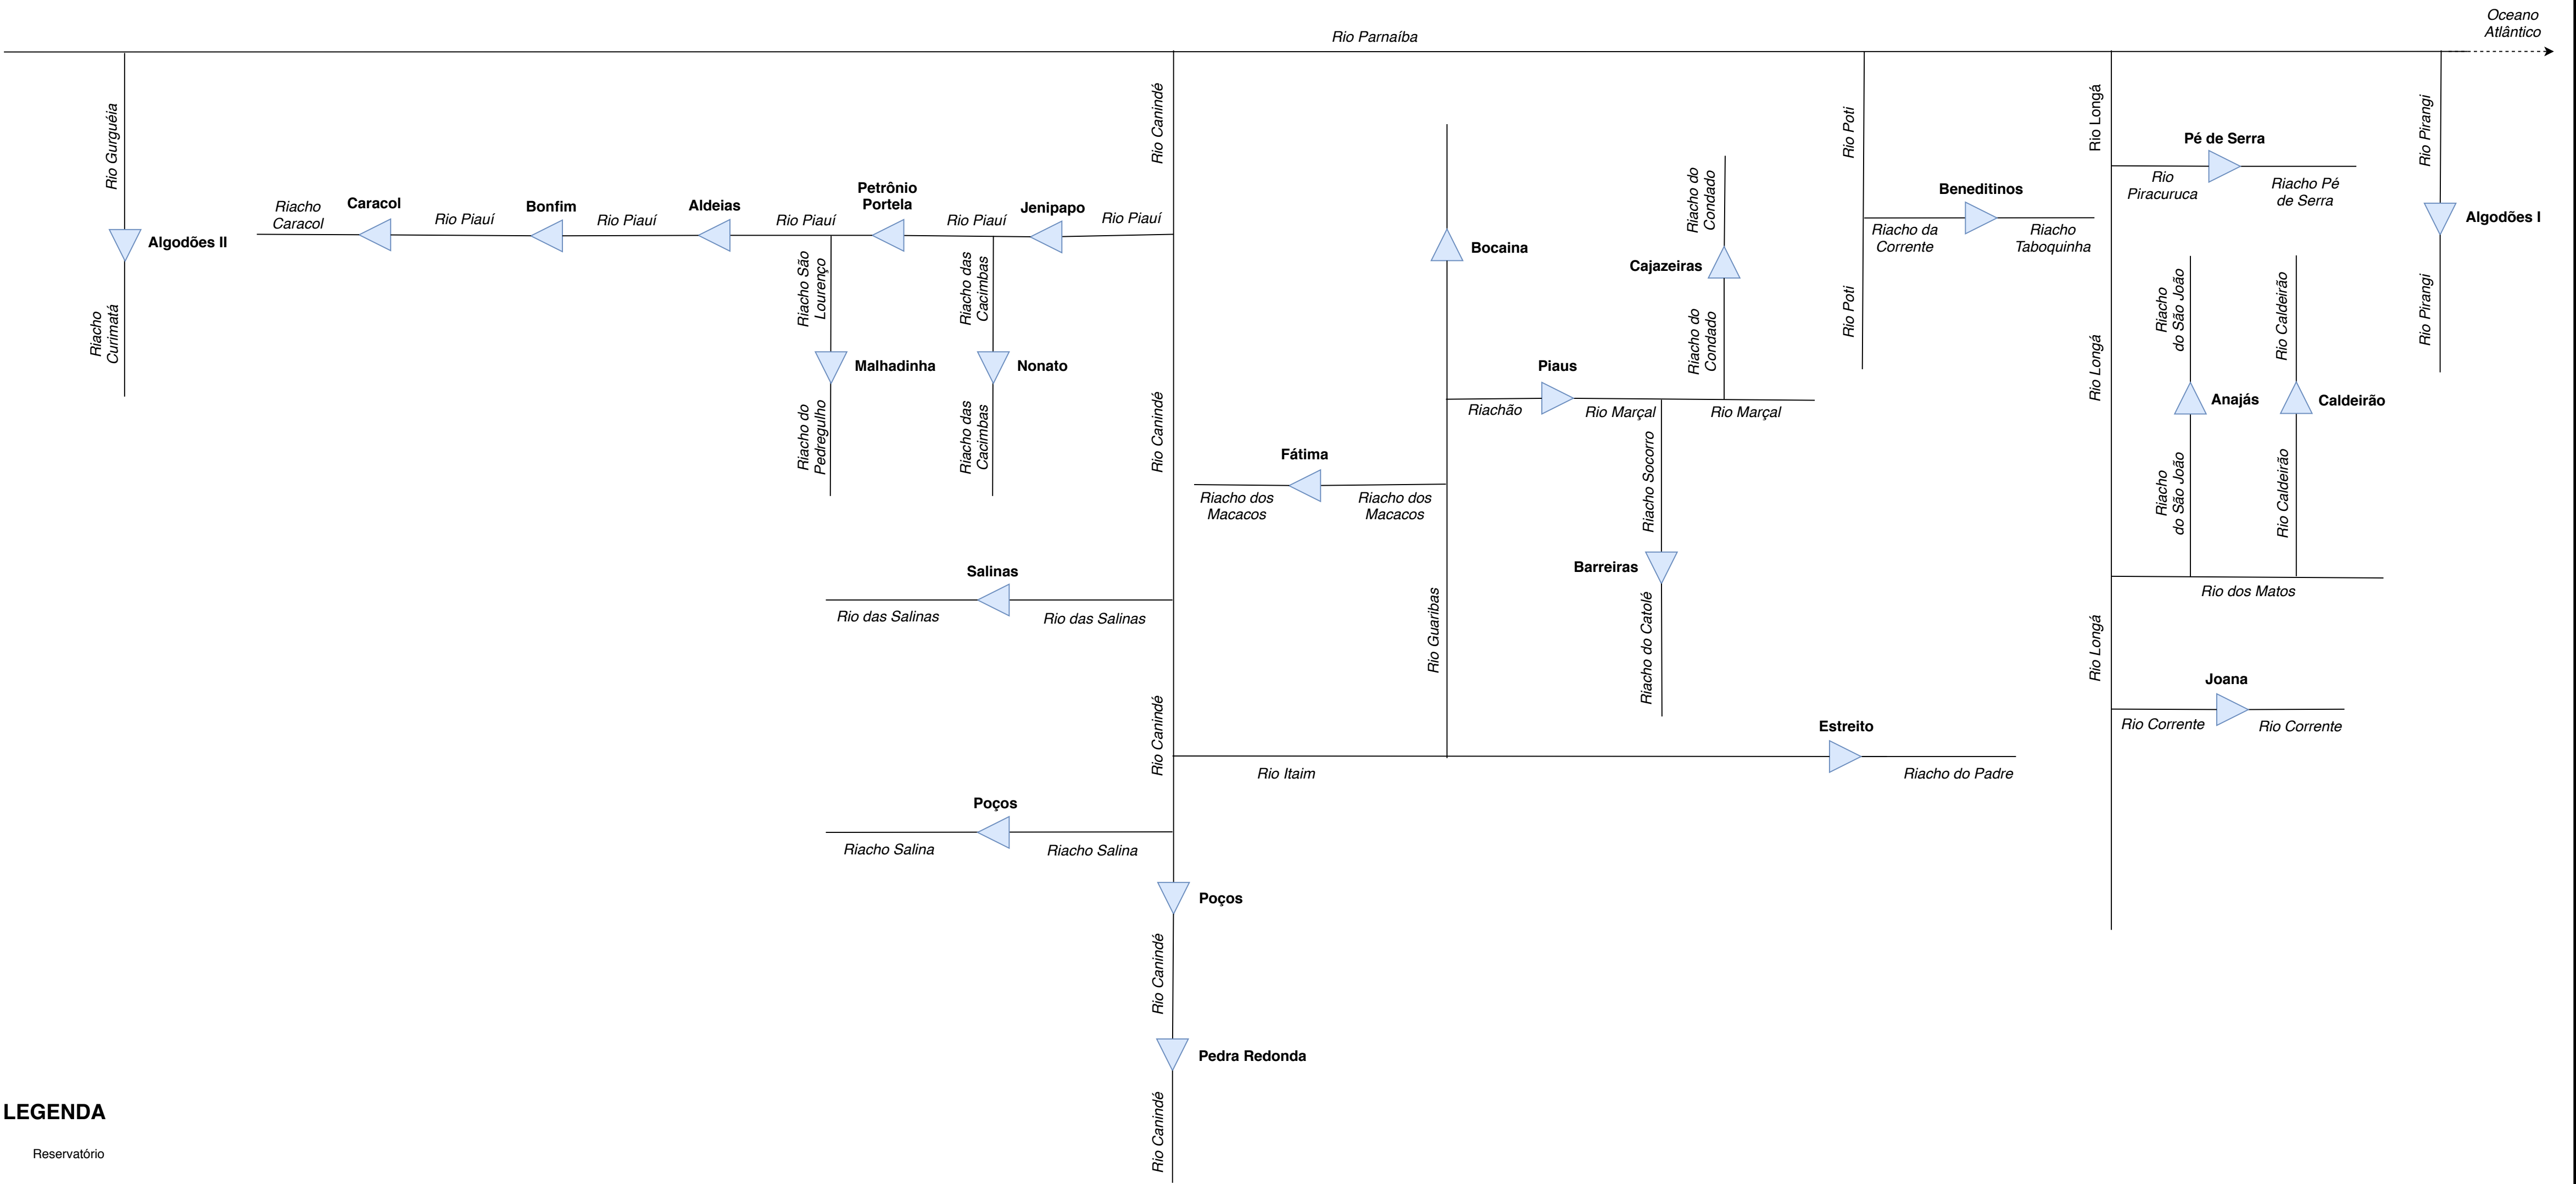 Oceano
Atlântico
Rio Parnaíba
Rio Gurguéia
Algodões II
Riacho
Curimatá
Riacho
Caracol
Caracol
Rio Piauí
Bonfim
Rio Piauí
Aldeias
Rio Piauí
Petrônio
Portela
Rio Piauí
Jenipapo
Rio Piauí
Riacho São
Lourenço
Malhadinha
Riacho do
Pedregulho
Riacho das
Cacimbas
Nonato
Riacho das
Cacimbas
Rio Canindé
Rio Canindé
Salinas
Rio das Salinas
Rio das Salinas
Rio Canindé
Poços
Riacho Salina
Riacho Salina
Poços
Rio Canindé
Pedra Redonda
Rio Canindé
Bocaina
Piaus
Riachão
Rio Marçal
Rio Marçal
Riacho do
Condado
Cajazeiras
Riacho do
Condado
Fátima
Riacho dos
Macacos
Riacho dos
Macacos
Riacho Socorro
Barreiras
Riacho do Catolé
Rio Guaribas
Estreito
Rio Itaim
Riacho do Padre
Rio Poti
Rio Poti
Beneditinos
Riacho da
Corrente
Riacho
Taboquinha
Rio Longá
Pé de Serra
Rio
Piracuruca
Riacho Pé
de Serra
Rio Longá
Riacho
do São João
Anajás
Riacho
do São João
Rio Caldeirão
Caldeirão
Rio Caldeirão
Rio dos Matos
Rio Longá
Joana
Rio Corrente
Rio Corrente
Rio Pirangi
Algodões I
Rio Pirangi
LEGENDA
Reservatório